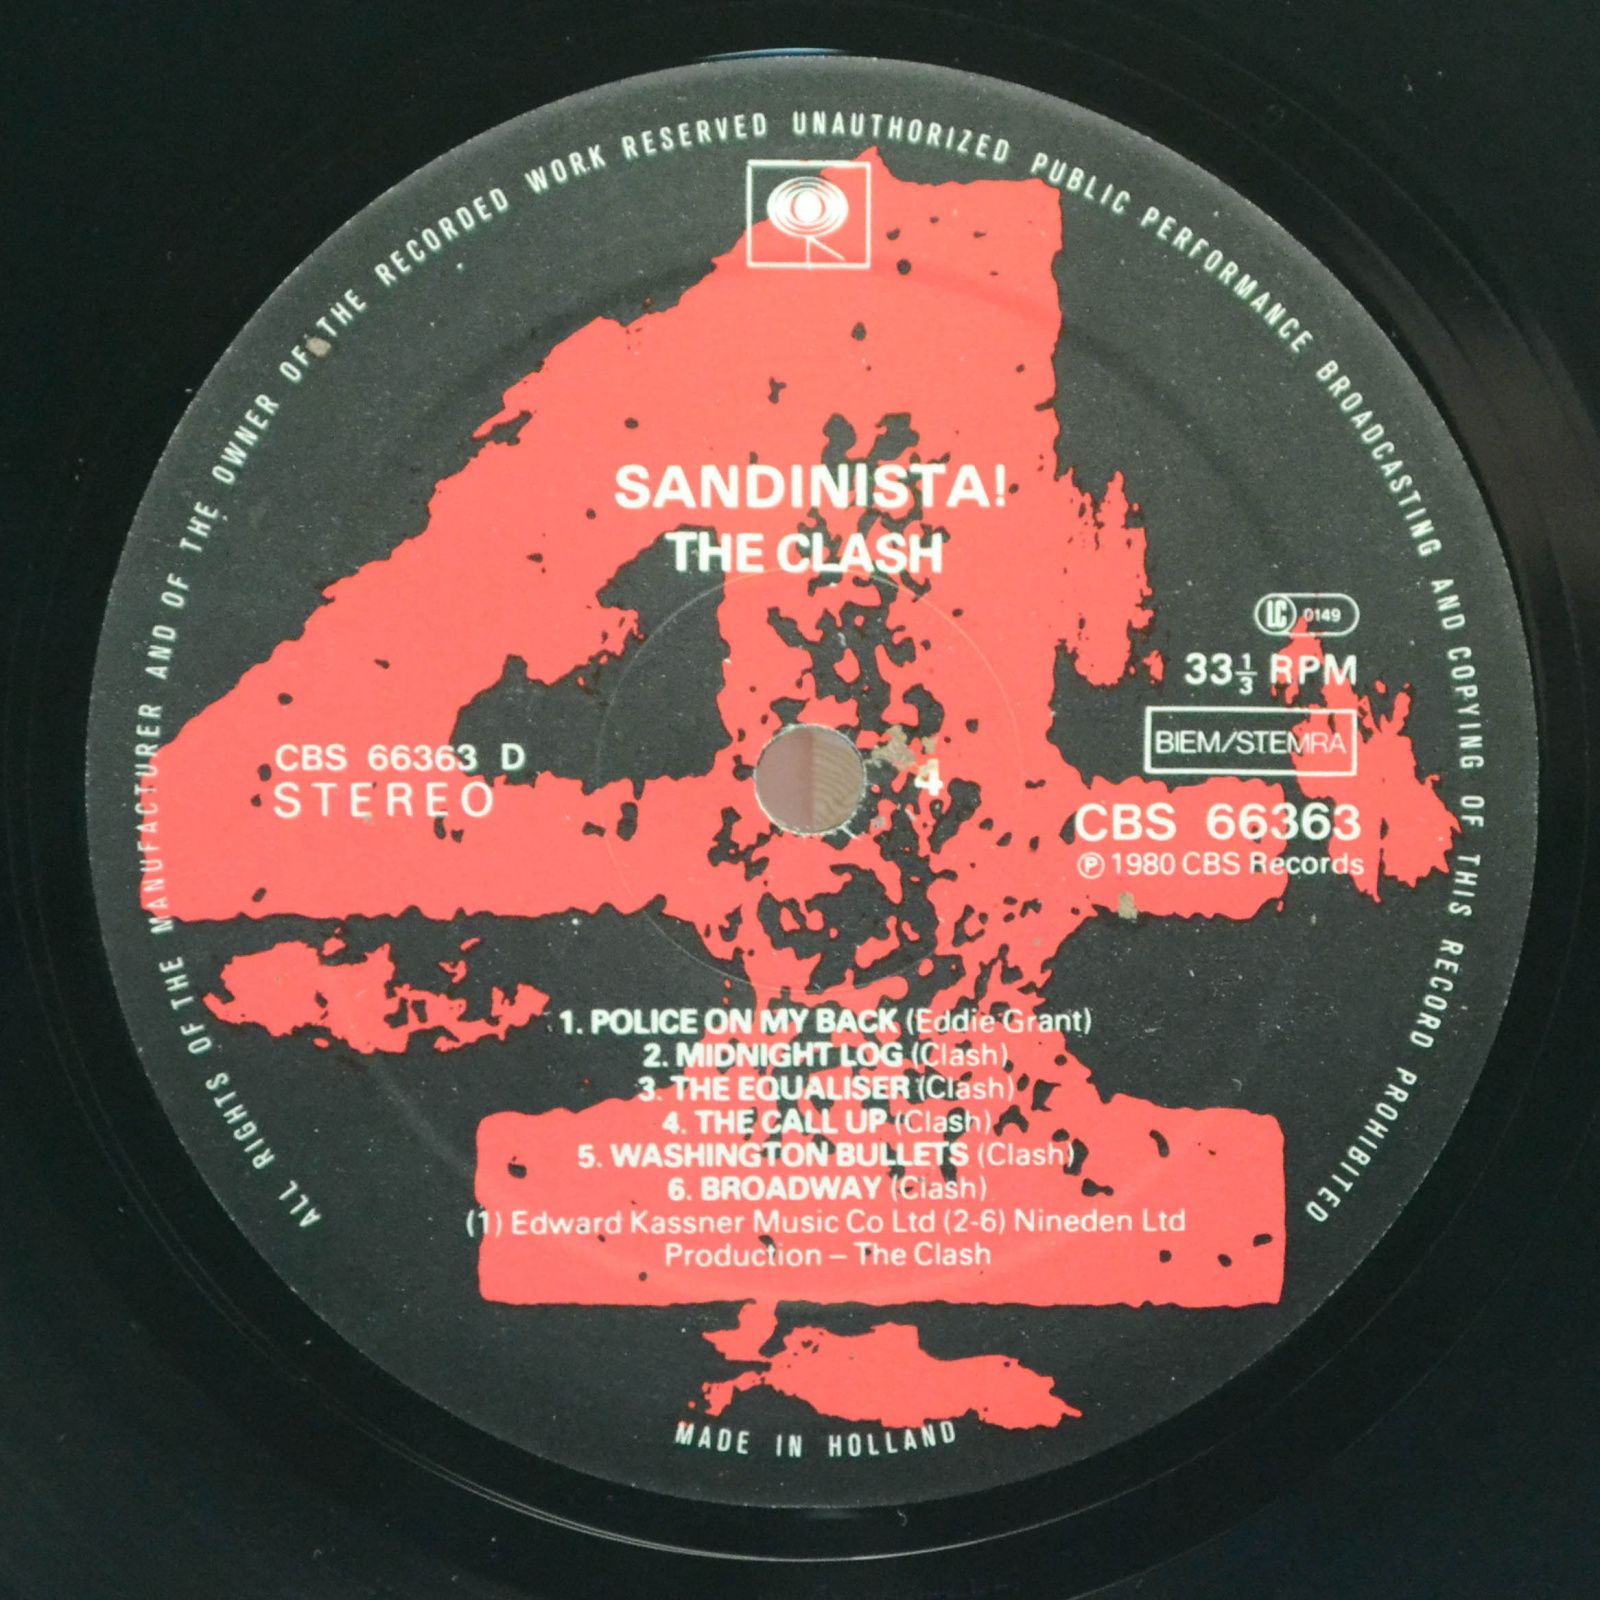 ALL RIGHTS OF THE MANUFACTURER AND OF THE OWNER OF THE RECORDED WORK RESERVED UNAUTHORIZED PUBLIC PERFORMANCE BROADCASTING AND COPYING OF THIS RECORD PROHIBITED
SANDINISTA!
THE CLASH
LC 0149
33⅓ RPM
BIEM/STEMRA
CBS 66363 D
STEREO
4
CBS 66363
℗ 1980 CBS Records
1. POLICE ON MY BACK (Eddie Grant)
2. MIDNIGHT LOG (Clash)
3. THE EQUALISER (Clash)
4. THE CALL UP (Clash)
5. WASHINGTON BULLETS (Clash)
6. BROADWAY (Clash)
(1) Edward Kassner Music Co Ltd (2-6) Nineden Ltd
Production – The Clash
MADE IN HOLLAND